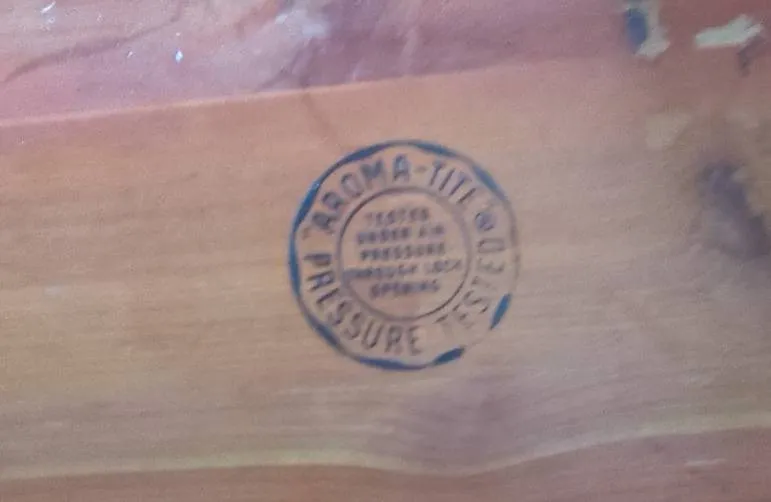 "AROMA-TITE"®
TESTED
UNDER AIR
PRESSURE
THROUGH LOCK
OPENING
PRESSURE TESTED